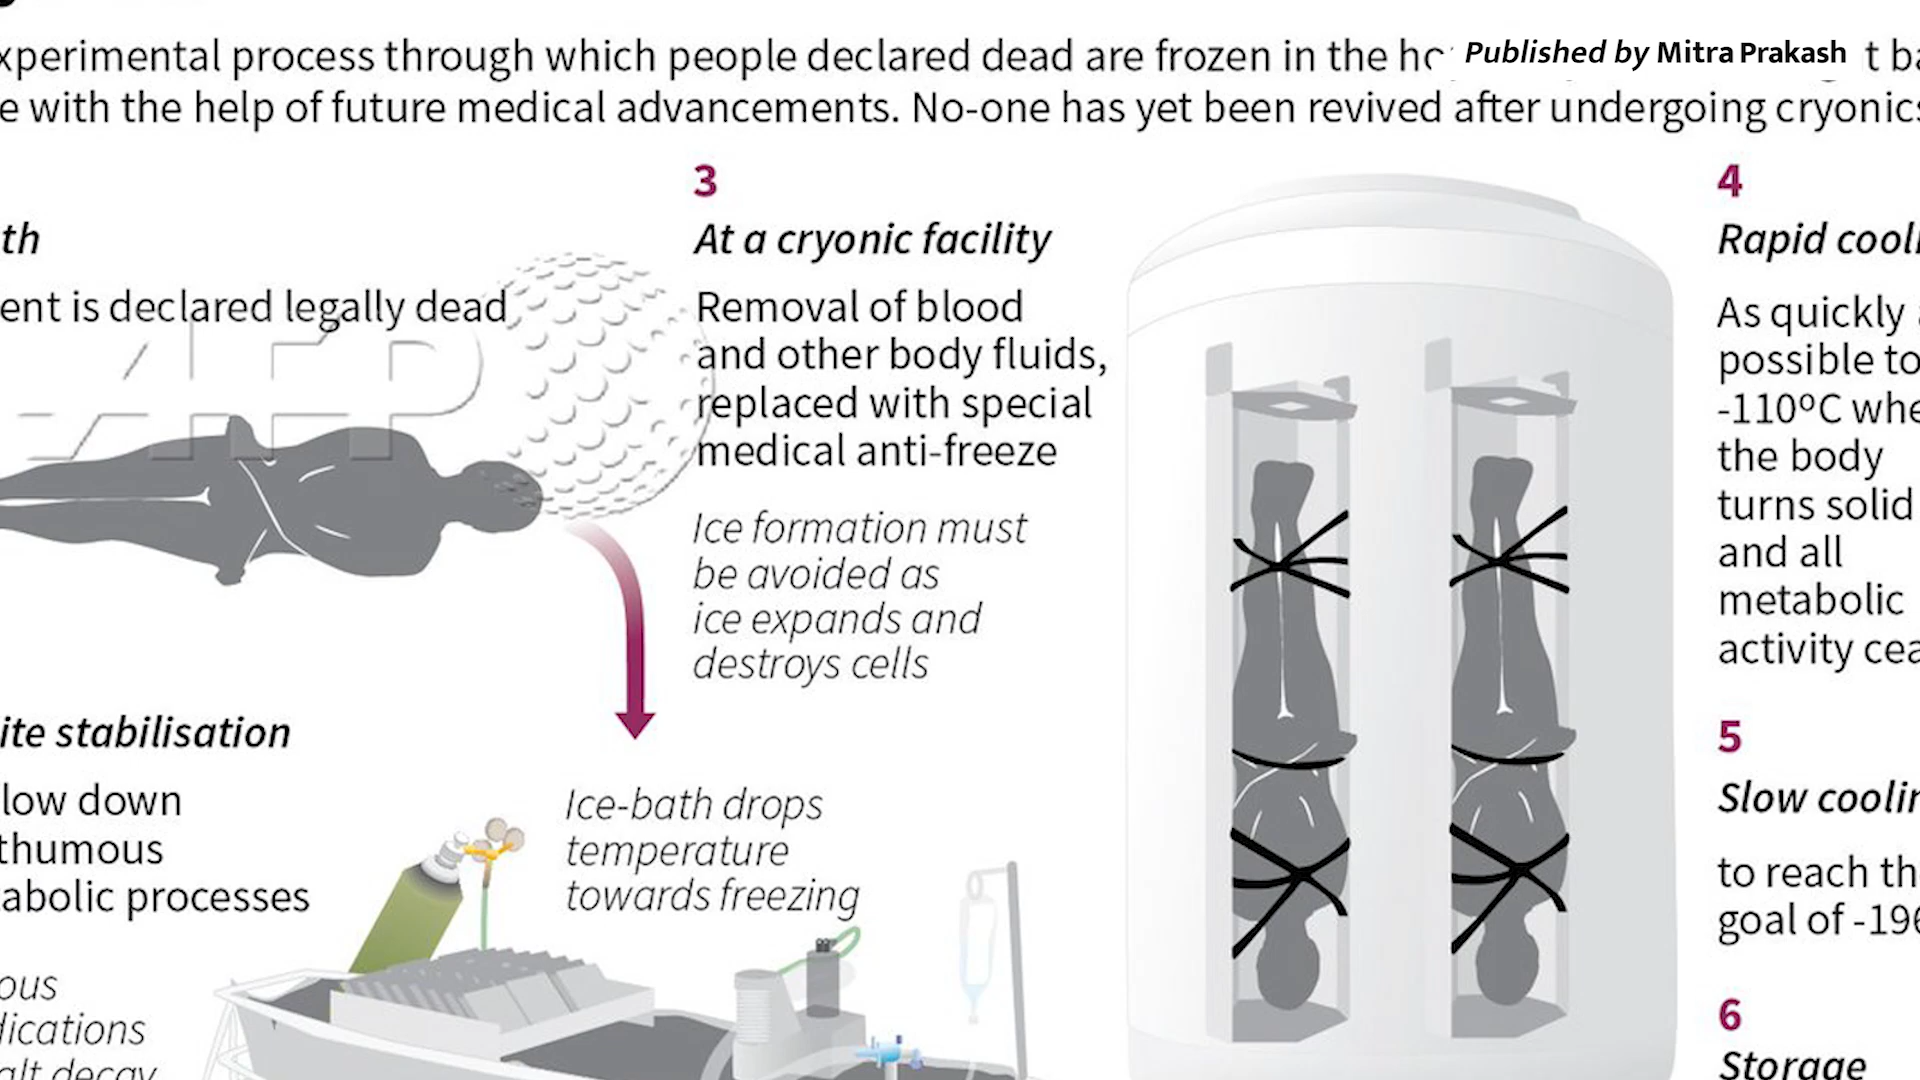 xperimental process through which people declared dead are frozen in the ho
Published by Mitra Prakash
t ba
e with the help of future medical advancements. No-one has yet been revived after undergoing cryonics
th
ent is declared legally dead
AFP
ite stabilisation
low down
thumous
abolic processes
ous
dications
alt decay
3
At a cryonic facility
Removal of blood
and other body fluids,
replaced with special
medical anti-freeze
Ice formation must
be avoided as
ice expands and
destroys cells
Ice-bath drops
temperature
towards freezing
4
Rapid cooli
As quickly a
possible to
-110ºC whe
the body
turns solid
and all
metabolic
activity cea
5
Slow coolin
to reach th
goal of -196
6
Storage